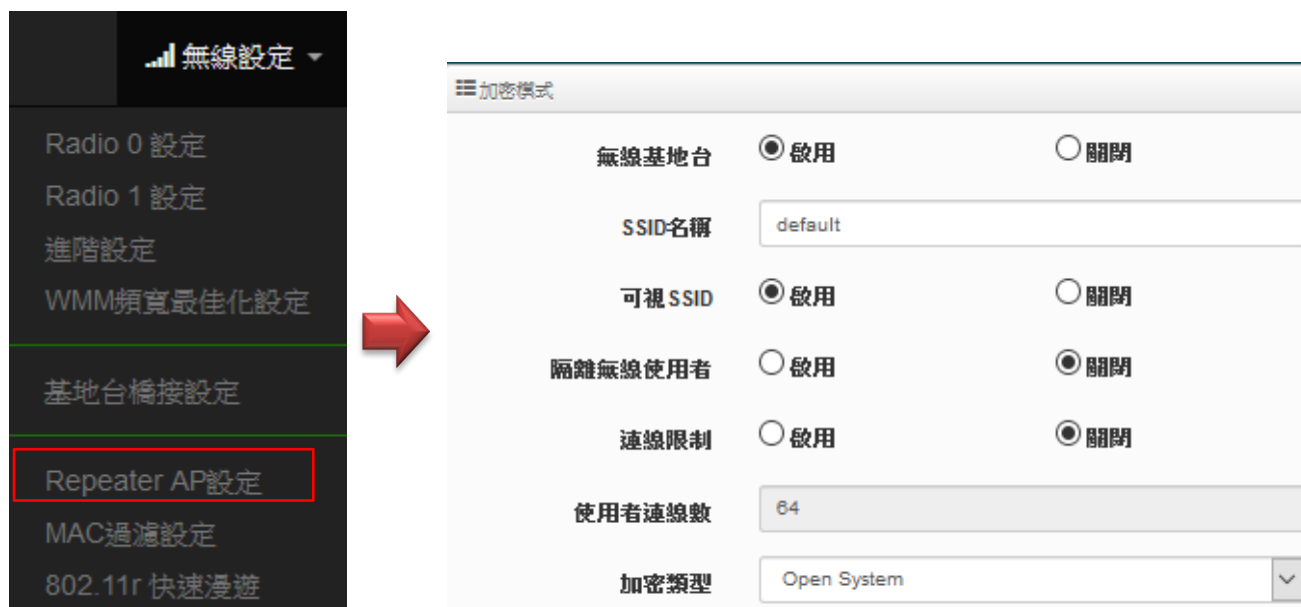 無線設定
Radio 0 設定
Radio 1 設定
進階設定
WMM頻寬最佳化設定
基地台橋接設定
Repeater AP設定
MAC過濾設定
802.11r 快速漫遊
加密模式
無線基地台 啟用 關閉
SSID名稱 default
可視SSID 啟用 關閉
隔離無線使用者 啟用 關閉
連線限制 啟用 關閉
使用者連線數 64
加密類型 Open System